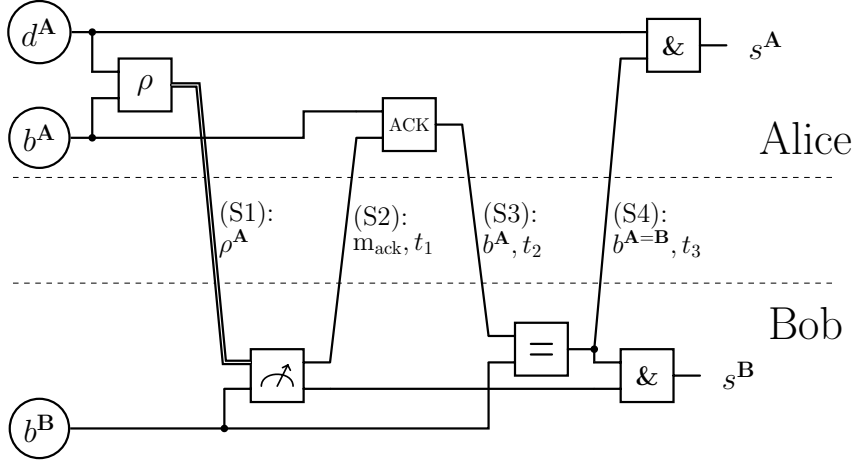 d^A
ρ
b^A
ACK
&
s^A
Alice
(S1):
ρ^A
(S2):
m_ack, t_1
(S3):
b^A, t_2
(S4):
b^{A=B}, t_3
Bob
=
&
s^B
b^B